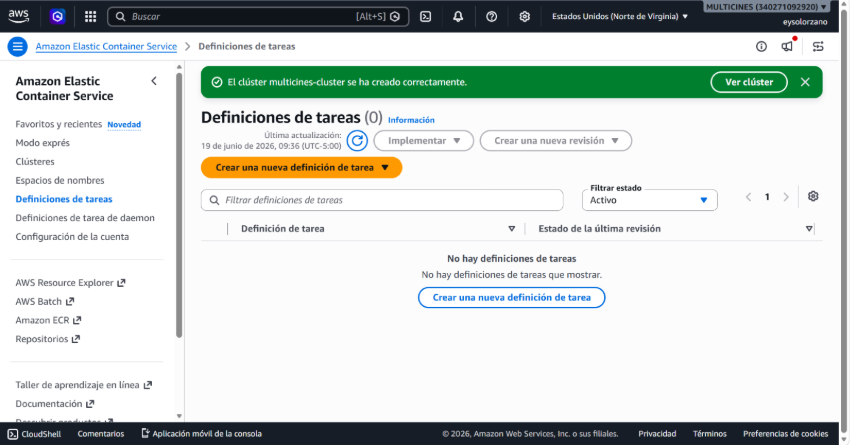 aws
Buscar
[Alt+S]
Estados Unidos (Norte de Virginia)
MULTICINES (340271092920)
eysolorzano
Amazon Elastic Container Service
Definiciones de tareas
Amazon Elastic
Container Service
Favoritos y recientes Novedad
Modo exprés
Clústeres
Espacios de nombres
Definiciones de tareas
Definiciones de tarea de daemon
Configuración de la cuenta
AWS Resource Explorer
AWS Batch
Amazon ECR
Repositorios
Taller de aprendizaje en línea
Documentación
Descubrir productos
El clúster multicines-cluster se ha creado correctamente.
Ver clúster
Definiciones de tareas (0) Información
Última actualización:
19 de junio de 2026, 09:36 (UTC-5:00)
Implementar
Crear una nueva revisión
Crear una nueva definición de tarea
Filtrar definiciones de tareas
Filtrar estado
Activo
1
Definición de tarea
Estado de la última revisión
No hay definiciones de tareas
No hay definiciones de tareas que mostrar.
Crear una nueva definición de tarea
CloudShell
Comentarios
Aplicación móvil de la consola
© 2026, Amazon Web Services, Inc. o sus filiales.
Privacidad
Términos
Preferencias de cookies